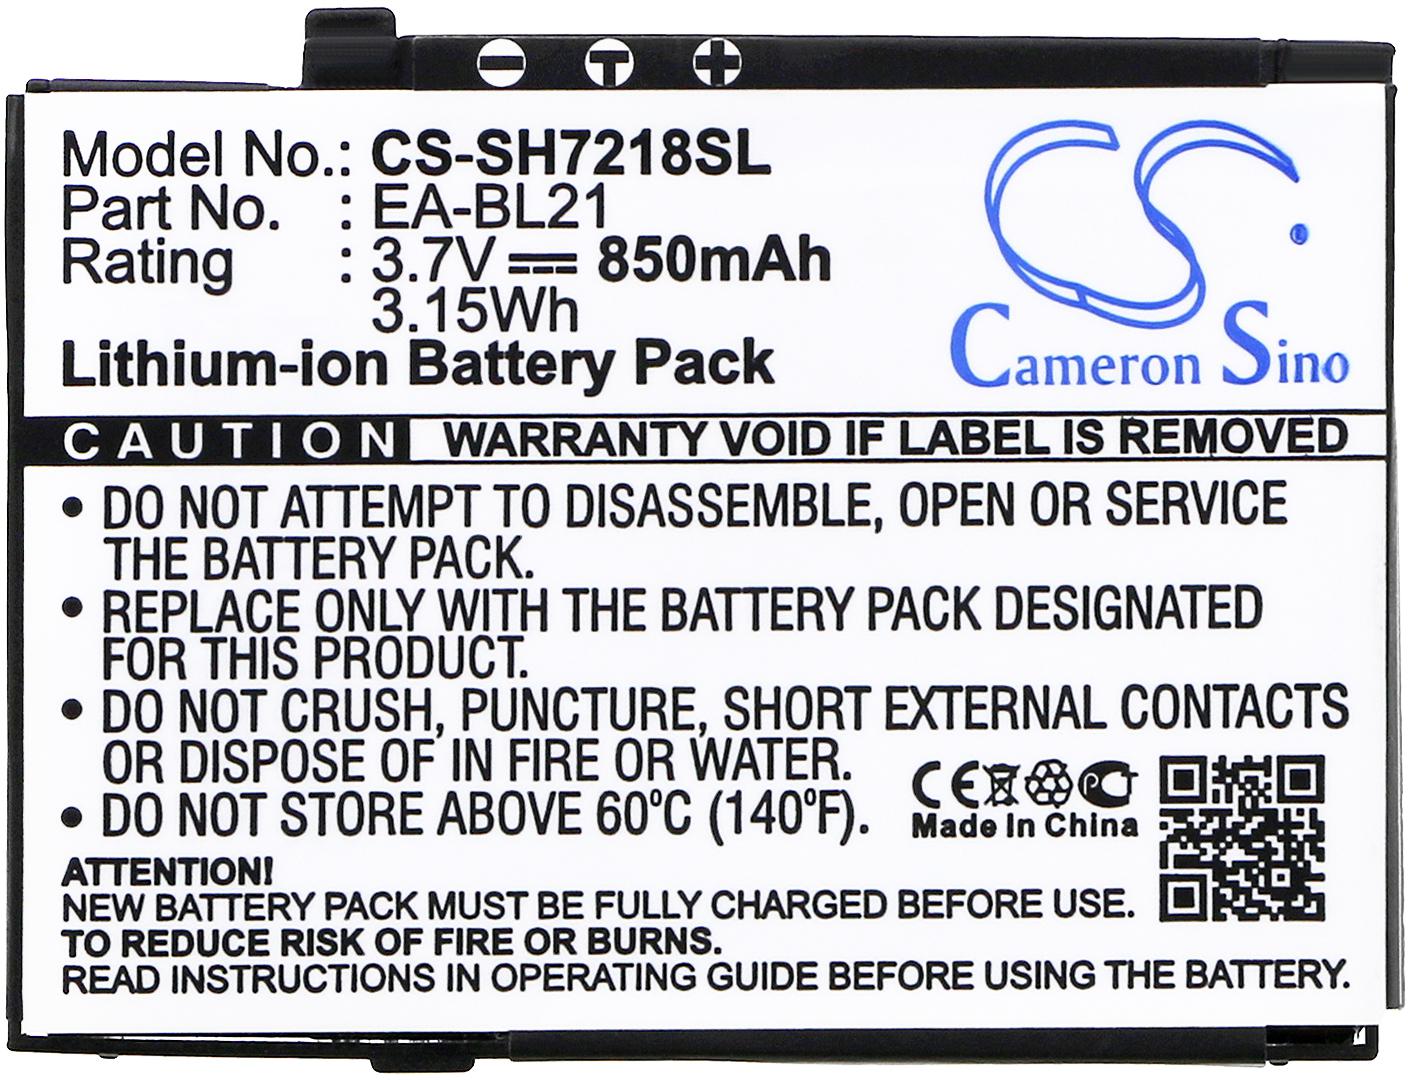 Model No.: CS-SH7218SL
Part No. : EA-BL21
Rating : 3.7V 850mAh
3.15Wh
Lithium-ion Battery Pack
CS
Cameron Sino
CAUTION WARRANTY VOID IF LABEL IS REMOVED
• DO NOT ATTEMPT TO DISASSEMBLE, OPEN OR SERVICE
THE BATTERY PACK.
• REPLACE ONLY WITH THE BATTERY PACK DESIGNATED
FOR THIS PRODUCT.
• DO NOT CRUSH, PUNCTURE, SHORT EXTERNAL CONTACTS
OR DISPOSE OF IN FIRE OR WATER.
• DO NOT STORE ABOVE 60°C (140°F).
CE
Made in China
ATTENTION!
NEW BATTERY PACK MUST BE FULLY CHARGED BEFORE USE.
TO REDUCE RISK OF FIRE OR BURNS.
READ INSTRUCTIONS IN OPERATING GUIDE BEFORE USING THE BATTERY.